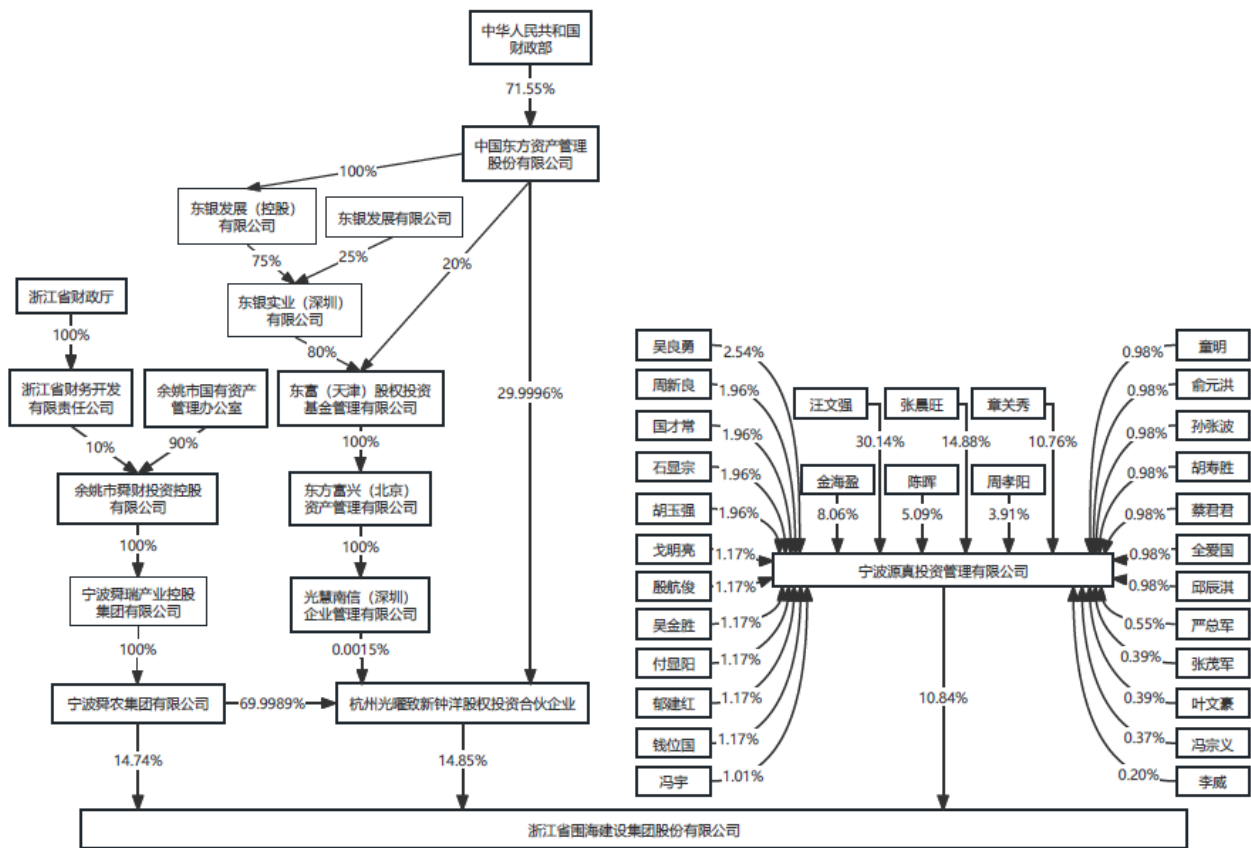 中华人民共和国
财政部
71.55%
中国东方资产管理
股份有限公司
100%
东银发展（控股）
有限公司
东银发展有限公司
75%
25%
20%
浙江省财政厅
东银实业（深圳）
有限公司
100%
80%
29.9996%
浙江省财务开发
有限责任公司
余姚市国有资产
管理办公室
东富（天津）股权投资
基金管理有限公司
10%
90%
100%
余姚市舜财投资控股
有限公司
东方富兴（北京）
资产管理有限公司
100%
100%
宁波舜瑞产业控股
集团有限公司
光慧南信（深圳）
企业管理有限公司
100%
0.0015%
宁波舜农集团有限公司
69.9989%
杭州光曜致新钟洋股权投资合伙企业
14.74%
14.85%
吴良勇
2.54%
周新良
1.96%
国才常
1.96%
石显宗
1.96%
胡玉强
1.96%
戈明亮
1.17%
殷航俊
1.17%
吴金胜
1.17%
付显阳
1.17%
郁建红
1.17%
钱位国
1.17%
冯宇
1.01%
汪文强
张晨旺
章关秀
30.14%
14.88%
10.76%
金海盈
陈晖
周孝阳
8.06%
5.09%
3.91%
宁波源真投资管理有限公司
10.84%
0.98%
童明
0.98%
俞元洪
0.98%
孙张波
0.98%
胡寿胜
0.98%
蔡君君
0.98%
全爱国
0.98%
邱辰淇
0.55%
严总军
0.39%
张茂军
0.39%
叶文豪
0.37%
冯宗义
0.20%
李威
浙江省围海建设集团股份有限公司